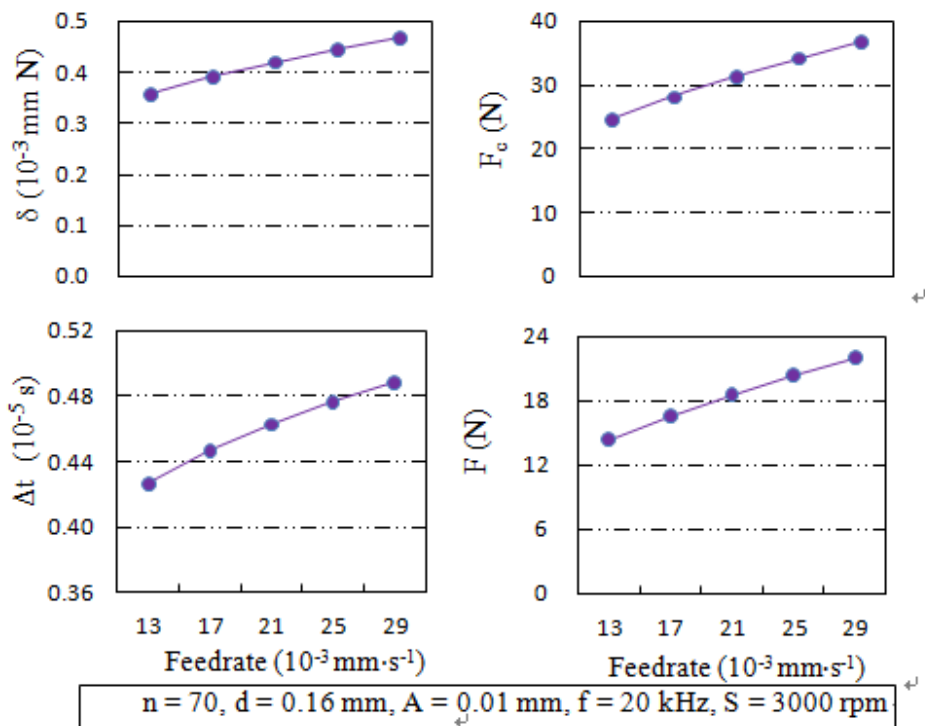 δ (10⁻³ mm N)
0.5
0.4
0.3
0.2
0.1
0.0
F_c (N)
40
30
20
10
0
Δt (10⁻⁵ s)
0.52
0.48
0.44
0.40
0.36
13 17 21 25 29
Feedrate (10⁻³ mm·s⁻¹)
F (N)
24
18
12
6
0
13 17 21 25 29
Feedrate (10⁻³ mm·s⁻¹)
n = 70, d = 0.16 mm, A = 0.01 mm, f = 20 kHz, S = 3000 rpm